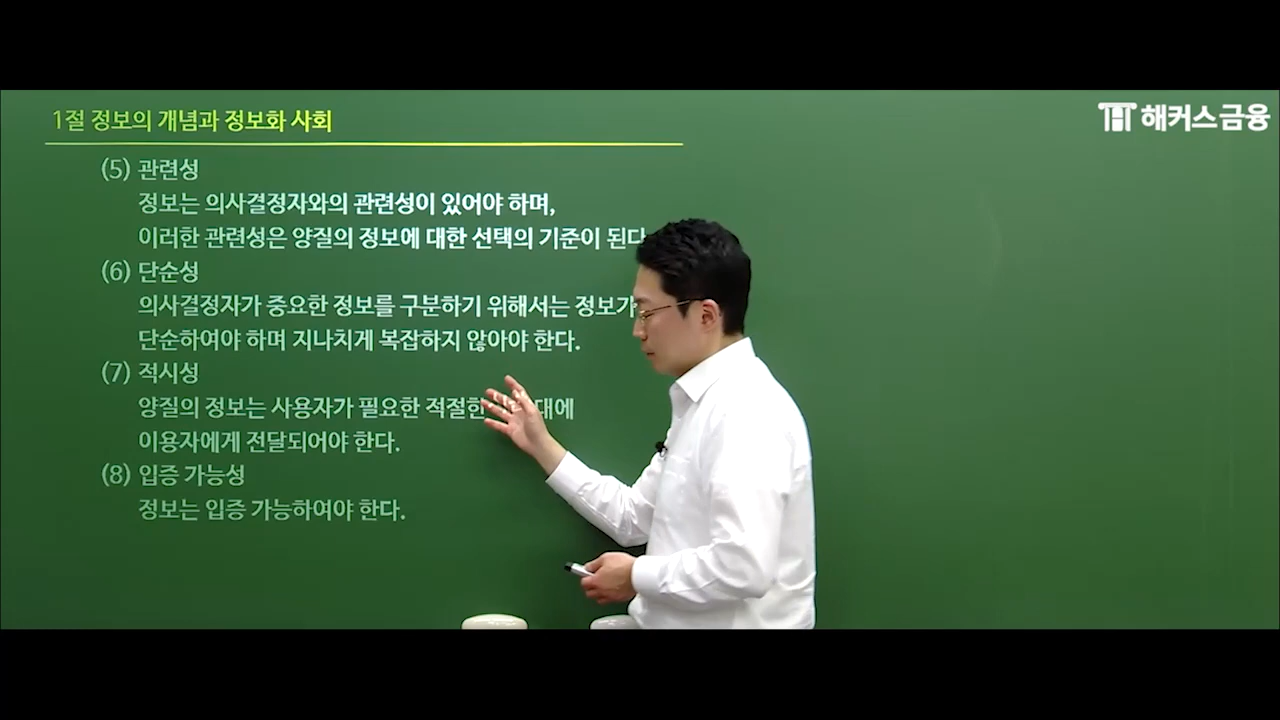 1절 정보의 개념과 정보화 사회
해커스금융
(5) 관련성
정보는 의사결정자와의 관련성이 있어야 하며,
이러한 관련성은 양질의 정보에 대한 선택의 기준이 된다
(6) 단순성
의사결정자가 중요한 정보를 구분하기 위해서는 정보가
단순하여야 하며 지나치게 복잡하지 않아야 한다.
(7) 적시성
양질의 정보는 사용자가 필요한 적절한 대에
이용자에게 전달되어야 한다.
(8) 입증 가능성
정보는 입증 가능하여야 한다.